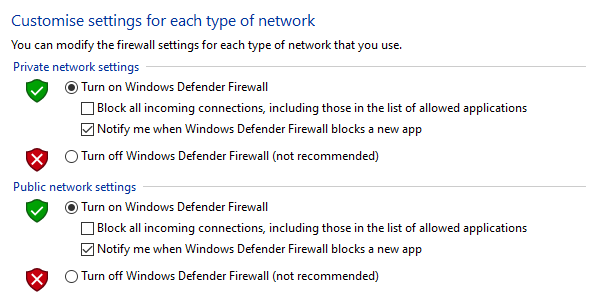 Customise settings for each type of network
You can modify the firewall settings for each type of network that you use.
Private network settings
Turn on Windows Defender Firewall
Block all incoming connections, including those in the list of allowed applications
Notify me when Windows Defender Firewall blocks a new app
Turn off Windows Defender Firewall (not recommended)
Public network settings
Turn on Windows Defender Firewall
Block all incoming connections, including those in the list of allowed applications
Notify me when Windows Defender Firewall blocks a new app
Turn off Windows Defender Firewall (not recommended)